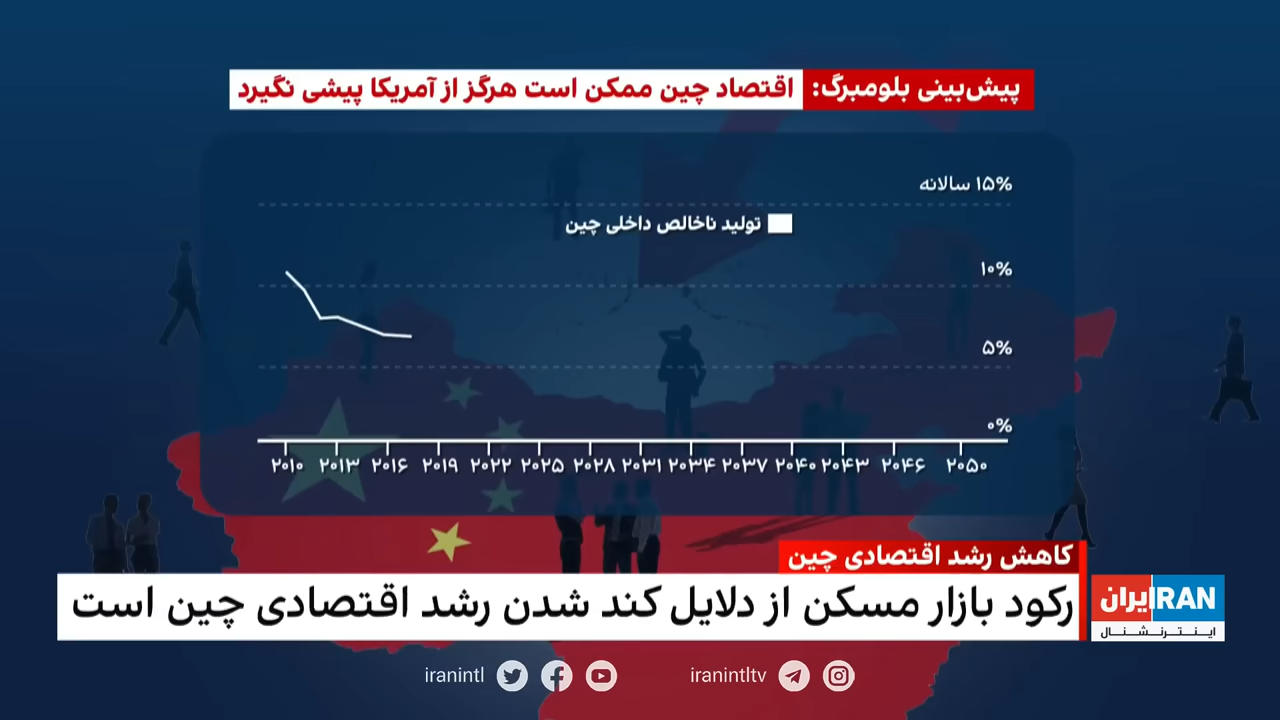 پیش‌بینی بلومبرگ: اقتصاد چین ممکن است هرگز از آمریکا پیشی نگیرد
۱۵% سالانه
تولید ناخالص داخلی چین
۱۰%
۵%
۰%
۲۰۱۰ ۲۰۱۳ ۲۰۱۶ ۲۰۱۹ ۲۰۲۲ ۲۰۲۵ ۲۰۲۸ ۲۰۳۱ ۲۰۳۴ ۲۰۳۷ ۲۰۴۰ ۲۰۴۳ ۲۰۴۶ ۲۰۵۰
کاهش رشد اقتصادی چین
رکود بازار مسکن از دلایل کند شدن رشد اقتصادی چین است
ایران IRAN
اینترنشنال
iranintl iranintltv